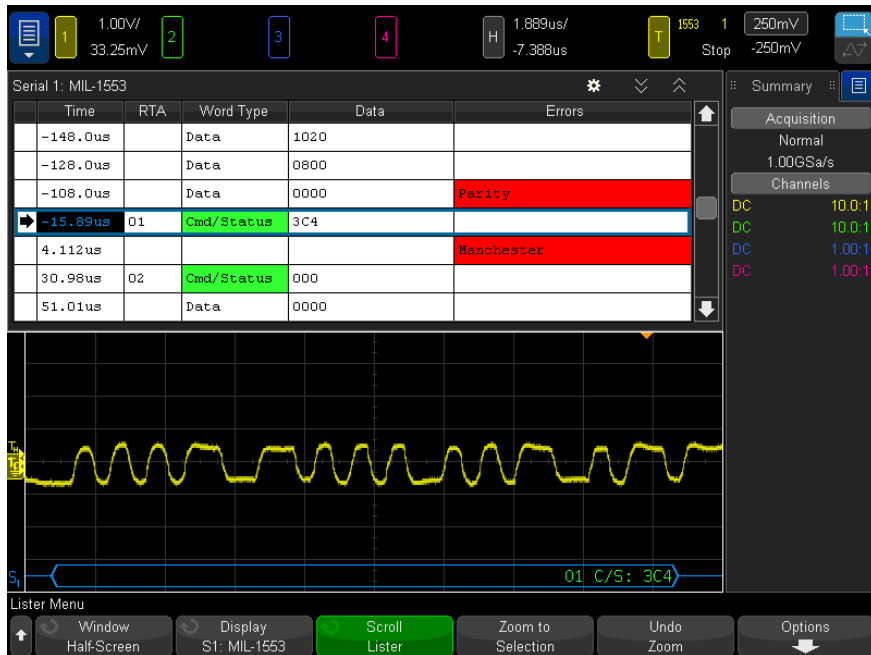 1 1.00V/ 2 3 4 H 1.889us/ T 1553 1 250mV
33.25mV -7.388us Stop -250mV
Serial 1: MIL-1553 Summary
Time RTA Word Type Data Errors
-148.0us Data 1020
-128.0us Data 0800
-108.0us Data 0000 Parity
-15.89us 01 Cmd/Status 3C4
4.112us Manchester
30.98us 02 Cmd/Status 000
51.01us Data 0000
Acquisition
Normal
1.00GSa/s
Channels
DC 10.0:1
DC 10.0:1
DC 1.00:1
DC 1.00:1
TH
S1 01 C/S: 3C4
Lister Menu
Window Display Scroll Zoom to Undo Options
Half-Screen S1: MIL-1553 Lister Selection Zoom